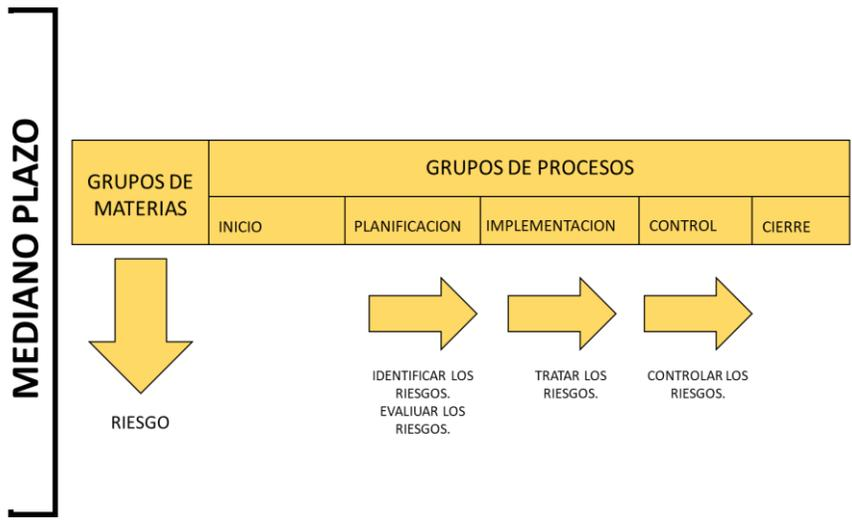 MEDIANO PLAZO
GRUPOS DE
MATERIAS
GRUPOS DE PROCESOS
INICIO
PLANIFICACION
IMPLEMENTACION
CONTROL
CIERRE
RIESGO
IDENTIFICAR LOS
RIESGOS.
EVALIUAR LOS
RIESGOS.
TRATAR LOS
RIESGOS.
CONTROLAR LOS
RIESGOS.